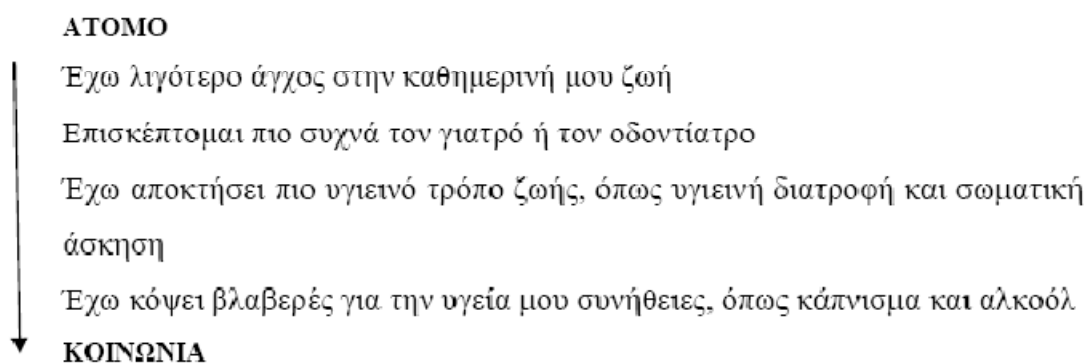 ΑΤΟΜΟ
Έχω λιγότερο άγχος στην καθημερινή μου ζωή
Επισκέπτομαι πιο συχνά τον γιατρό ή τον οδοντίατρο
Έχω αποκτήσει πιο υγιεινό τρόπο ζωής, όπως υγιεινή διατροφή και σωματική
άσκηση
Έχω κόψει βλαβερές για την υγεία μου συνήθειες, όπως κάπνισμα και αλκοόλ
ΚΟΙΝΩΝΙΑ